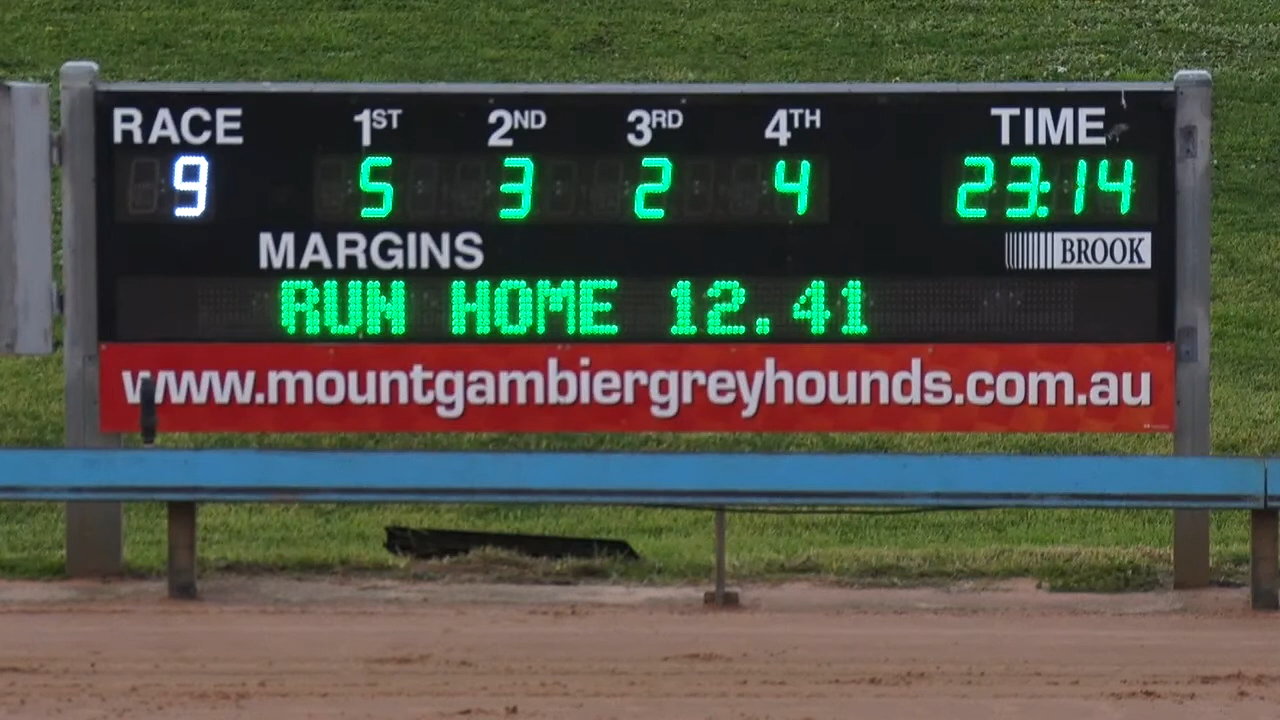 RACE 1ST 2ND 3RD 4TH TIME
9 5 3 2 4 23:14
MARGINS BROOK
RUN HOME 12.41
www.mountgambiergreyhounds.com.au